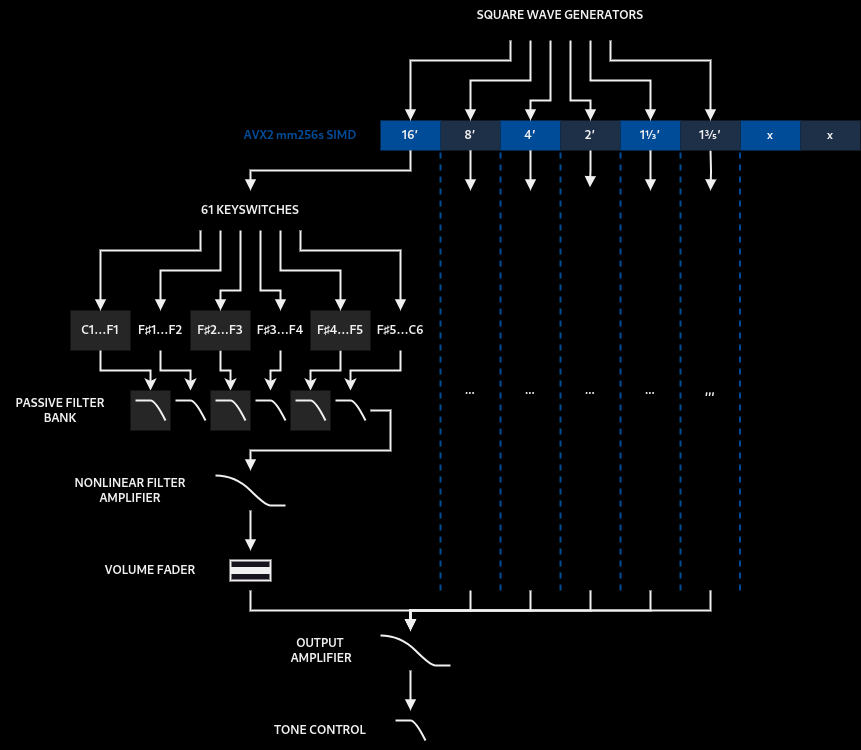 SQUARE WAVE GENERATORS
AVX2 mm256s SIMD 16′ 8′ 4′ 2′ 1⅓′ 1⅗′ x x
61 KEYSWITCHES
C1...F1 F♯1...F2 F♯2...F3 F♯3...F4 F♯4...F5 F♯5...C6
... ... ... ... ,,,
PASSIVE FILTER
BANK
NONLINEAR FILTER
AMPLIFIER
VOLUME FADER
OUTPUT
AMPLIFIER
TONE CONTROL